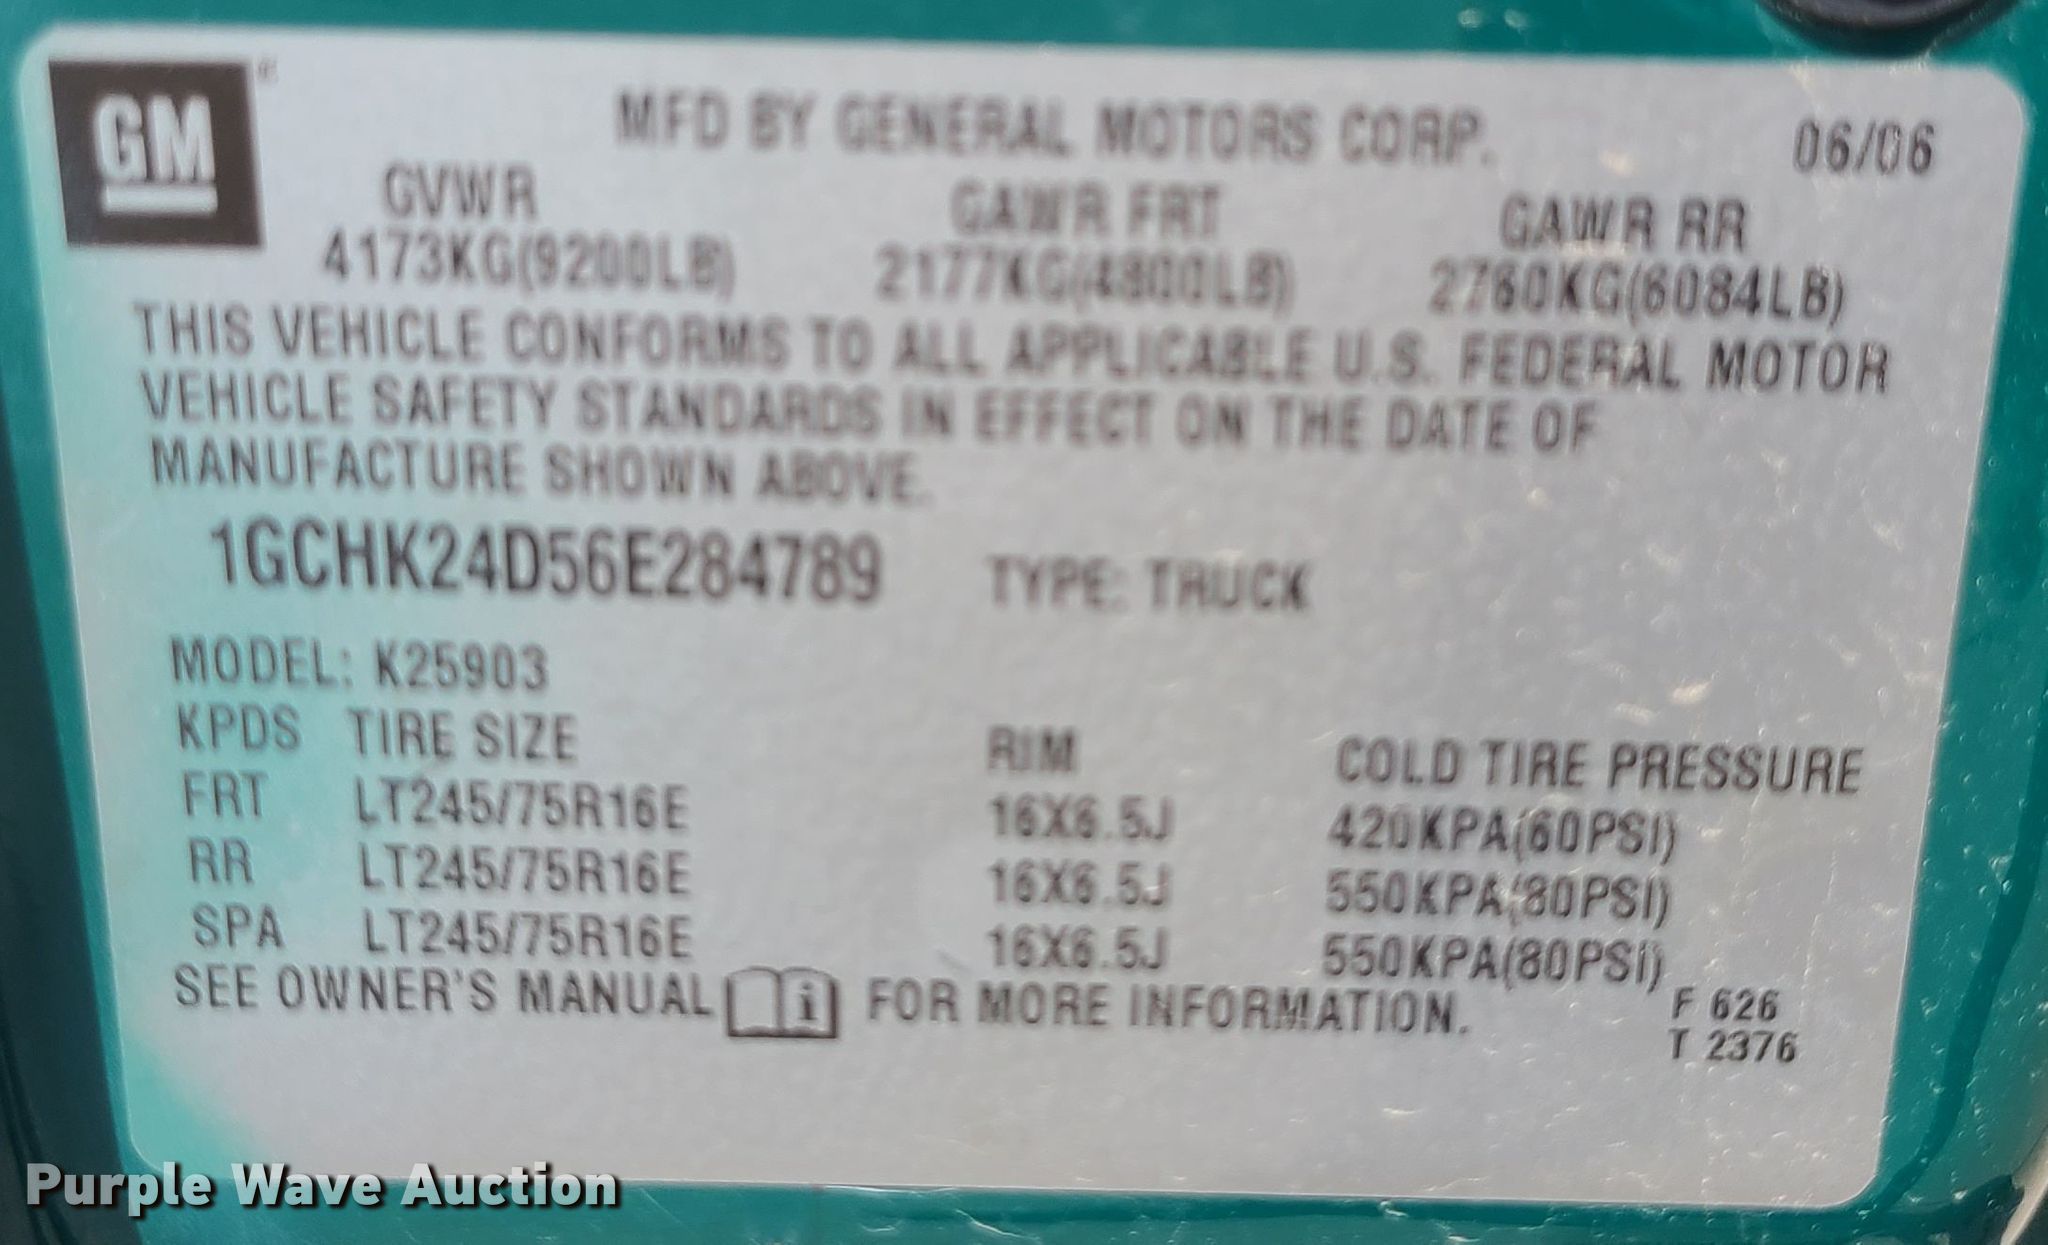 GM
MFD BY GENERAL MOTORS CORP. 06/06
GVWR GAWR FRT GAWR RR
4173KG(9200LB) 2177KG(4800LB) 2760KG(6084LB)
THIS VEHICLE CONFORMS TO ALL APPLICABLE U.S. FEDERAL MOTOR
VEHICLE SAFETY STANDARDS IN EFFECT ON THE DATE OF
MANUFACTURE SHOWN ABOVE.
1GCHK24D56E284789 TYPE: TRUCK
MODEL: K25903
KPDS TIRE SIZE RIM COLD TIRE PRESSURE
FRT LT245/75R16E 16X6.5J 420KPA(60PSI)
RR LT245/75R16E 16X6.5J 550KPA(80PSI)
SPA LT245/75R16E 16X6.5J 550KPA(80PSI)
SEE OWNER'S MANUAL i FOR MORE INFORMATION.
F 626
T 2376
Purple Wave Auction